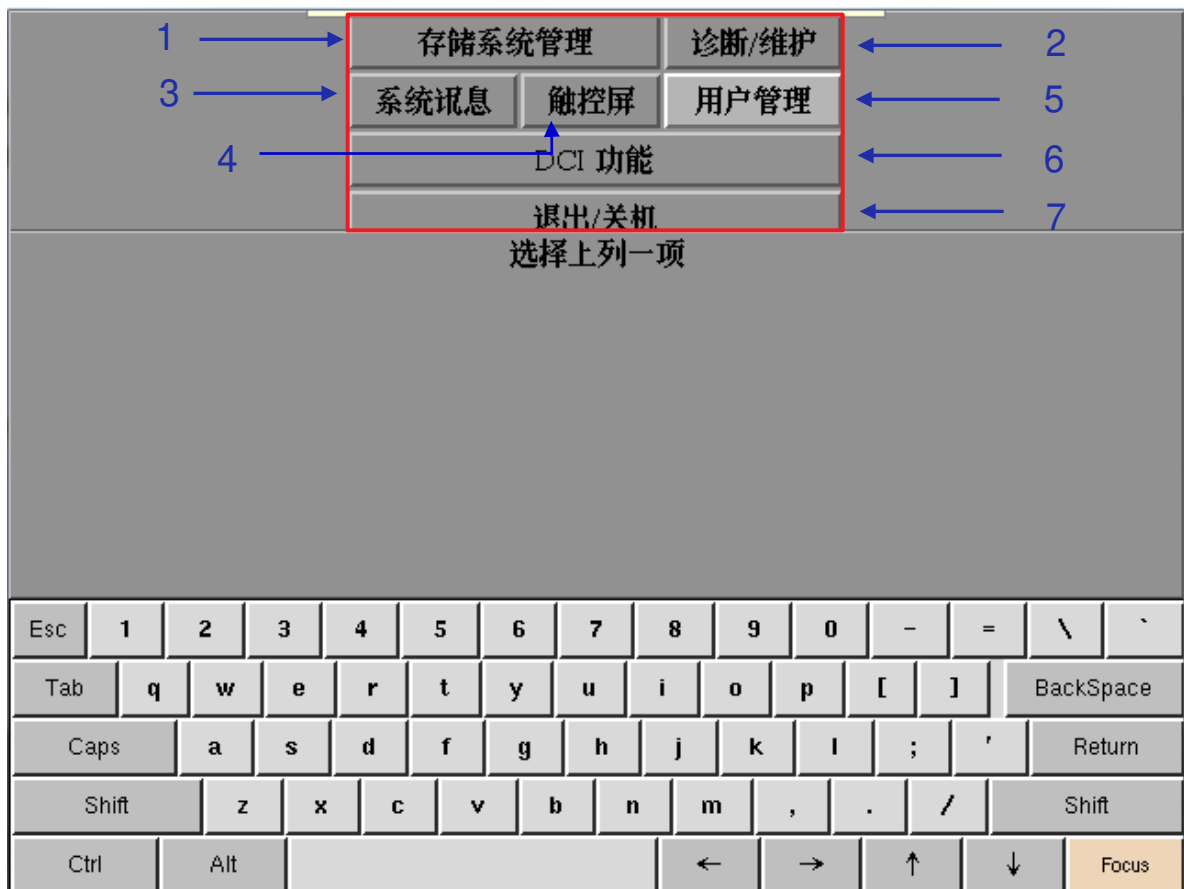 1 存储系统管理 诊断/维护 2
3 系统讯息 触控屏 用户管理 5
4 DCI 功能 6
退出/关机 7
选择上列一项
Esc 1 2 3 4 5 6 7 8 9 0 - = \ `
Tab q w e r t y u i o p [ ] BackSpace
Caps a s d f g h j k l ; ' Return
Shift z x c v b n m , . / Shift
Ctrl Alt ← → ↑ ↓ Focus